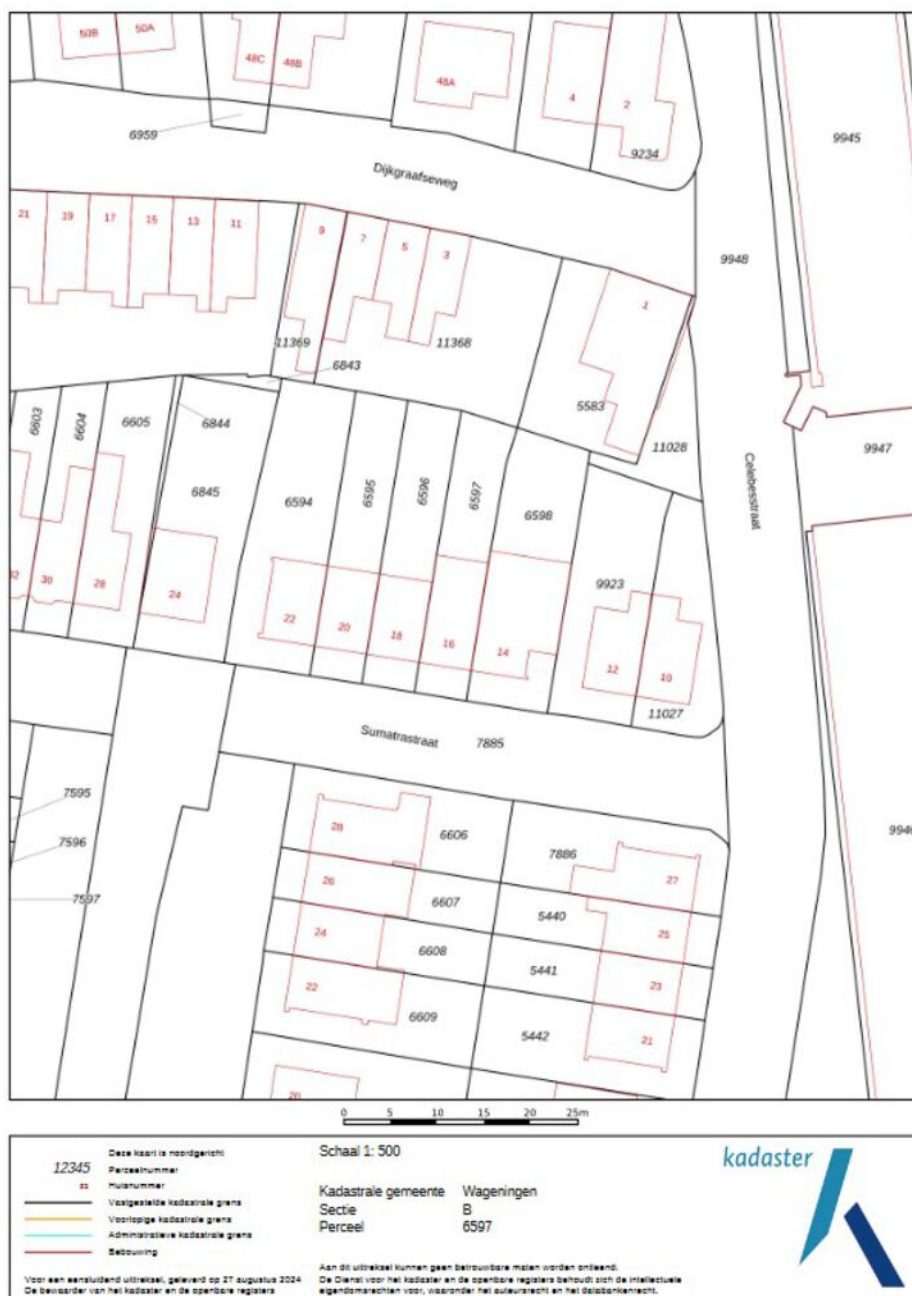 50B 50A 48C 48B 48A 4 2
6959 9234 9945
Dijkgraafseweg
21 19 17 15 13 11 9 7 5 3 1
9948
11369 11368
6843
5583
6603 6604 6605 6844 11028 9947
Celebesstraat
6845 6594 6595 6596 6597 6598
9923
32 30 28 24 22 20 18 16 14 12 10
11027
Sumatrastraat 7885
7595
28 6606 7886
7596 9946
27
26 6607 5440
7597
24 6608 5441 25
22 6609 5442 23
21
20
0 5 10 15 20 25m
Deze kaart is noordgericht
12345 Perceelnummer
25 Huisnummer
Vastgestelde kadastrale grens
Voorlopige kadastrale grens
Administratieve kadastrale grens
Bebouwing
Voor een eensluidend uittreksel, geleverd op 27 augustus 2024
De bewaarder van het kadaster en de openbare registers
Schaal 1: 500
Kadastrale gemeente Wageningen
Sectie B
Perceel 6597
Aan dit uittreksel kunnen geen betrouwbare maten worden ontleend.
De Dienst voor het kadaster en de openbare registers behoudt zich de intellectuele
eigendomsrechten voor, waaronder het auteursrecht en het databankenrecht.
kadaster